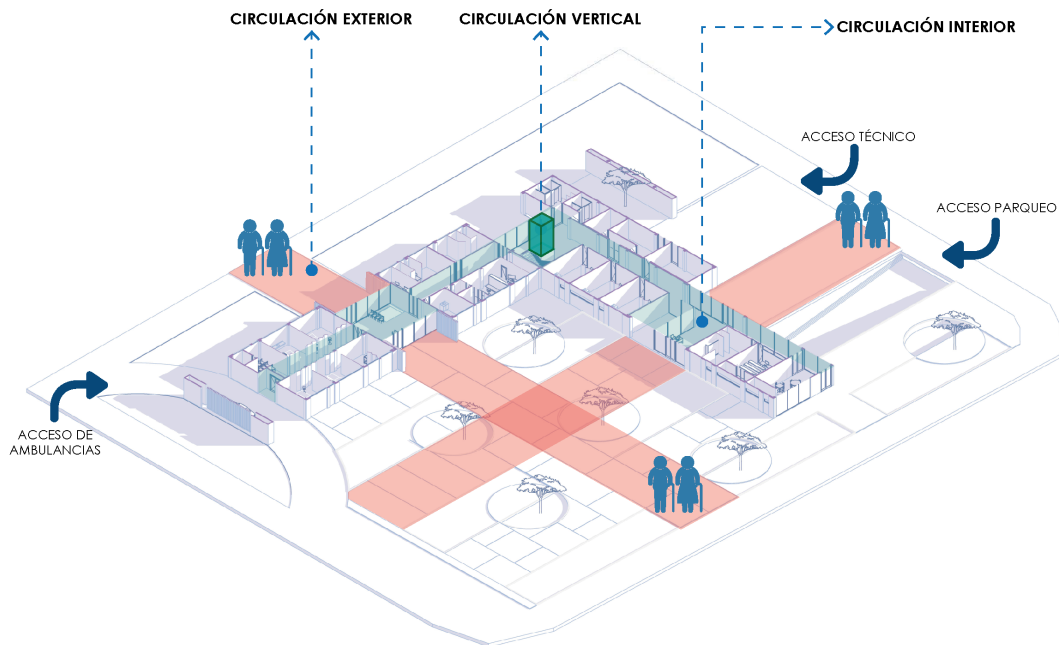 CIRCULACIÓN EXTERIOR
CIRCULACIÓN VERTICAL
CIRCULACIÓN INTERIOR
ACCESO TÉCNICO
ACCESO PARQUEO
ACCESO DE
AMBULANCIAS